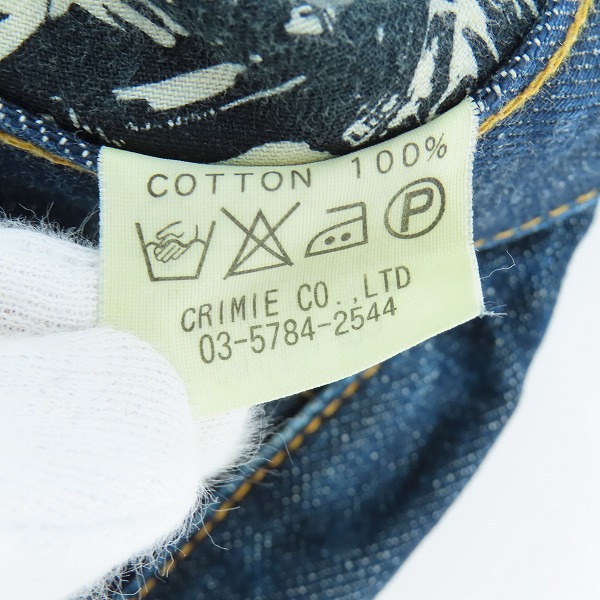 COTTON 100%
P
CRIMIE CO.,LTD
03-5784-2544